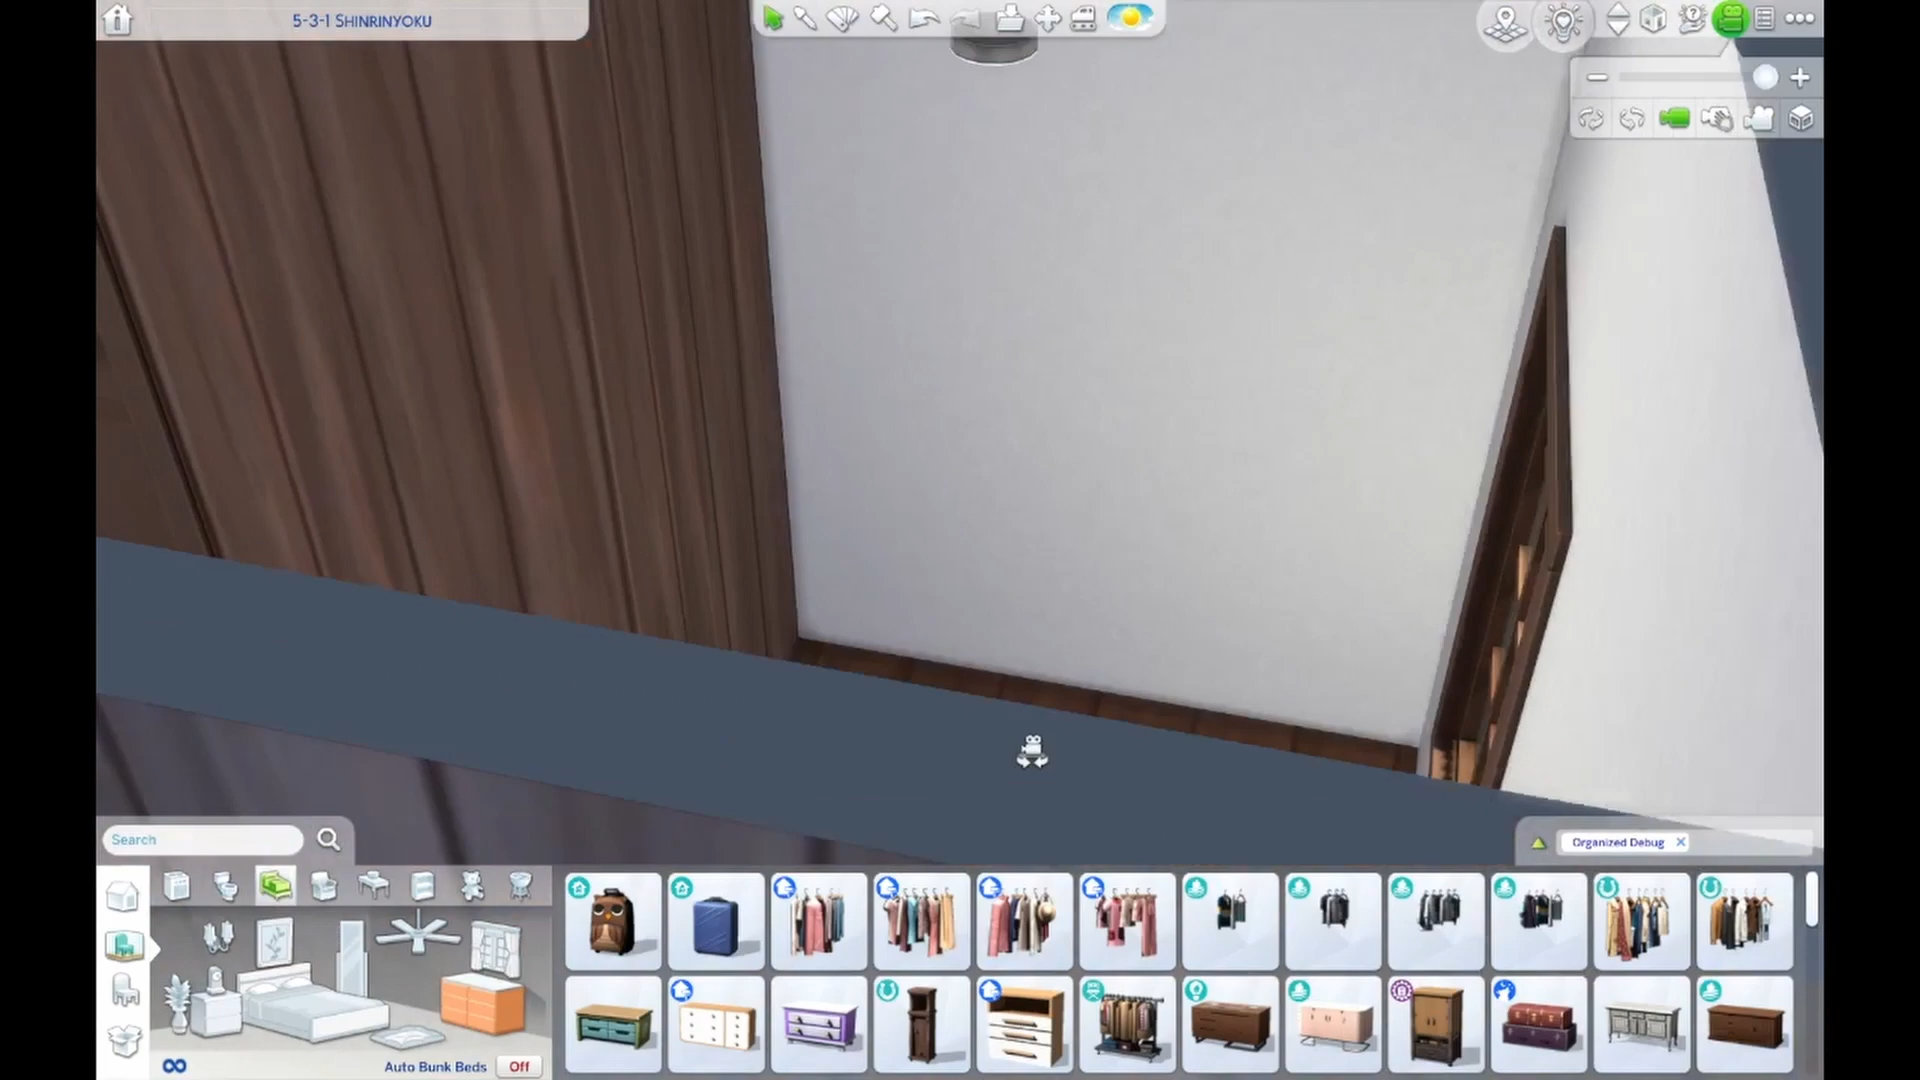 5-3-1 SHINRINYOKU
Search
Organized Debug
Auto Bunk Beds Off